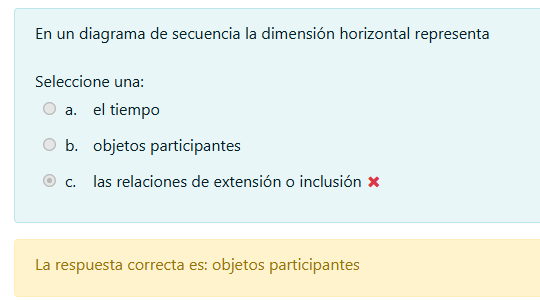 En un diagrama de secuencia la dimensión horizontal representa
Seleccione una:
a. el tiempo
b. objetos participantes
c. las relaciones de extensión o inclusión
La respuesta correcta es: objetos participantes